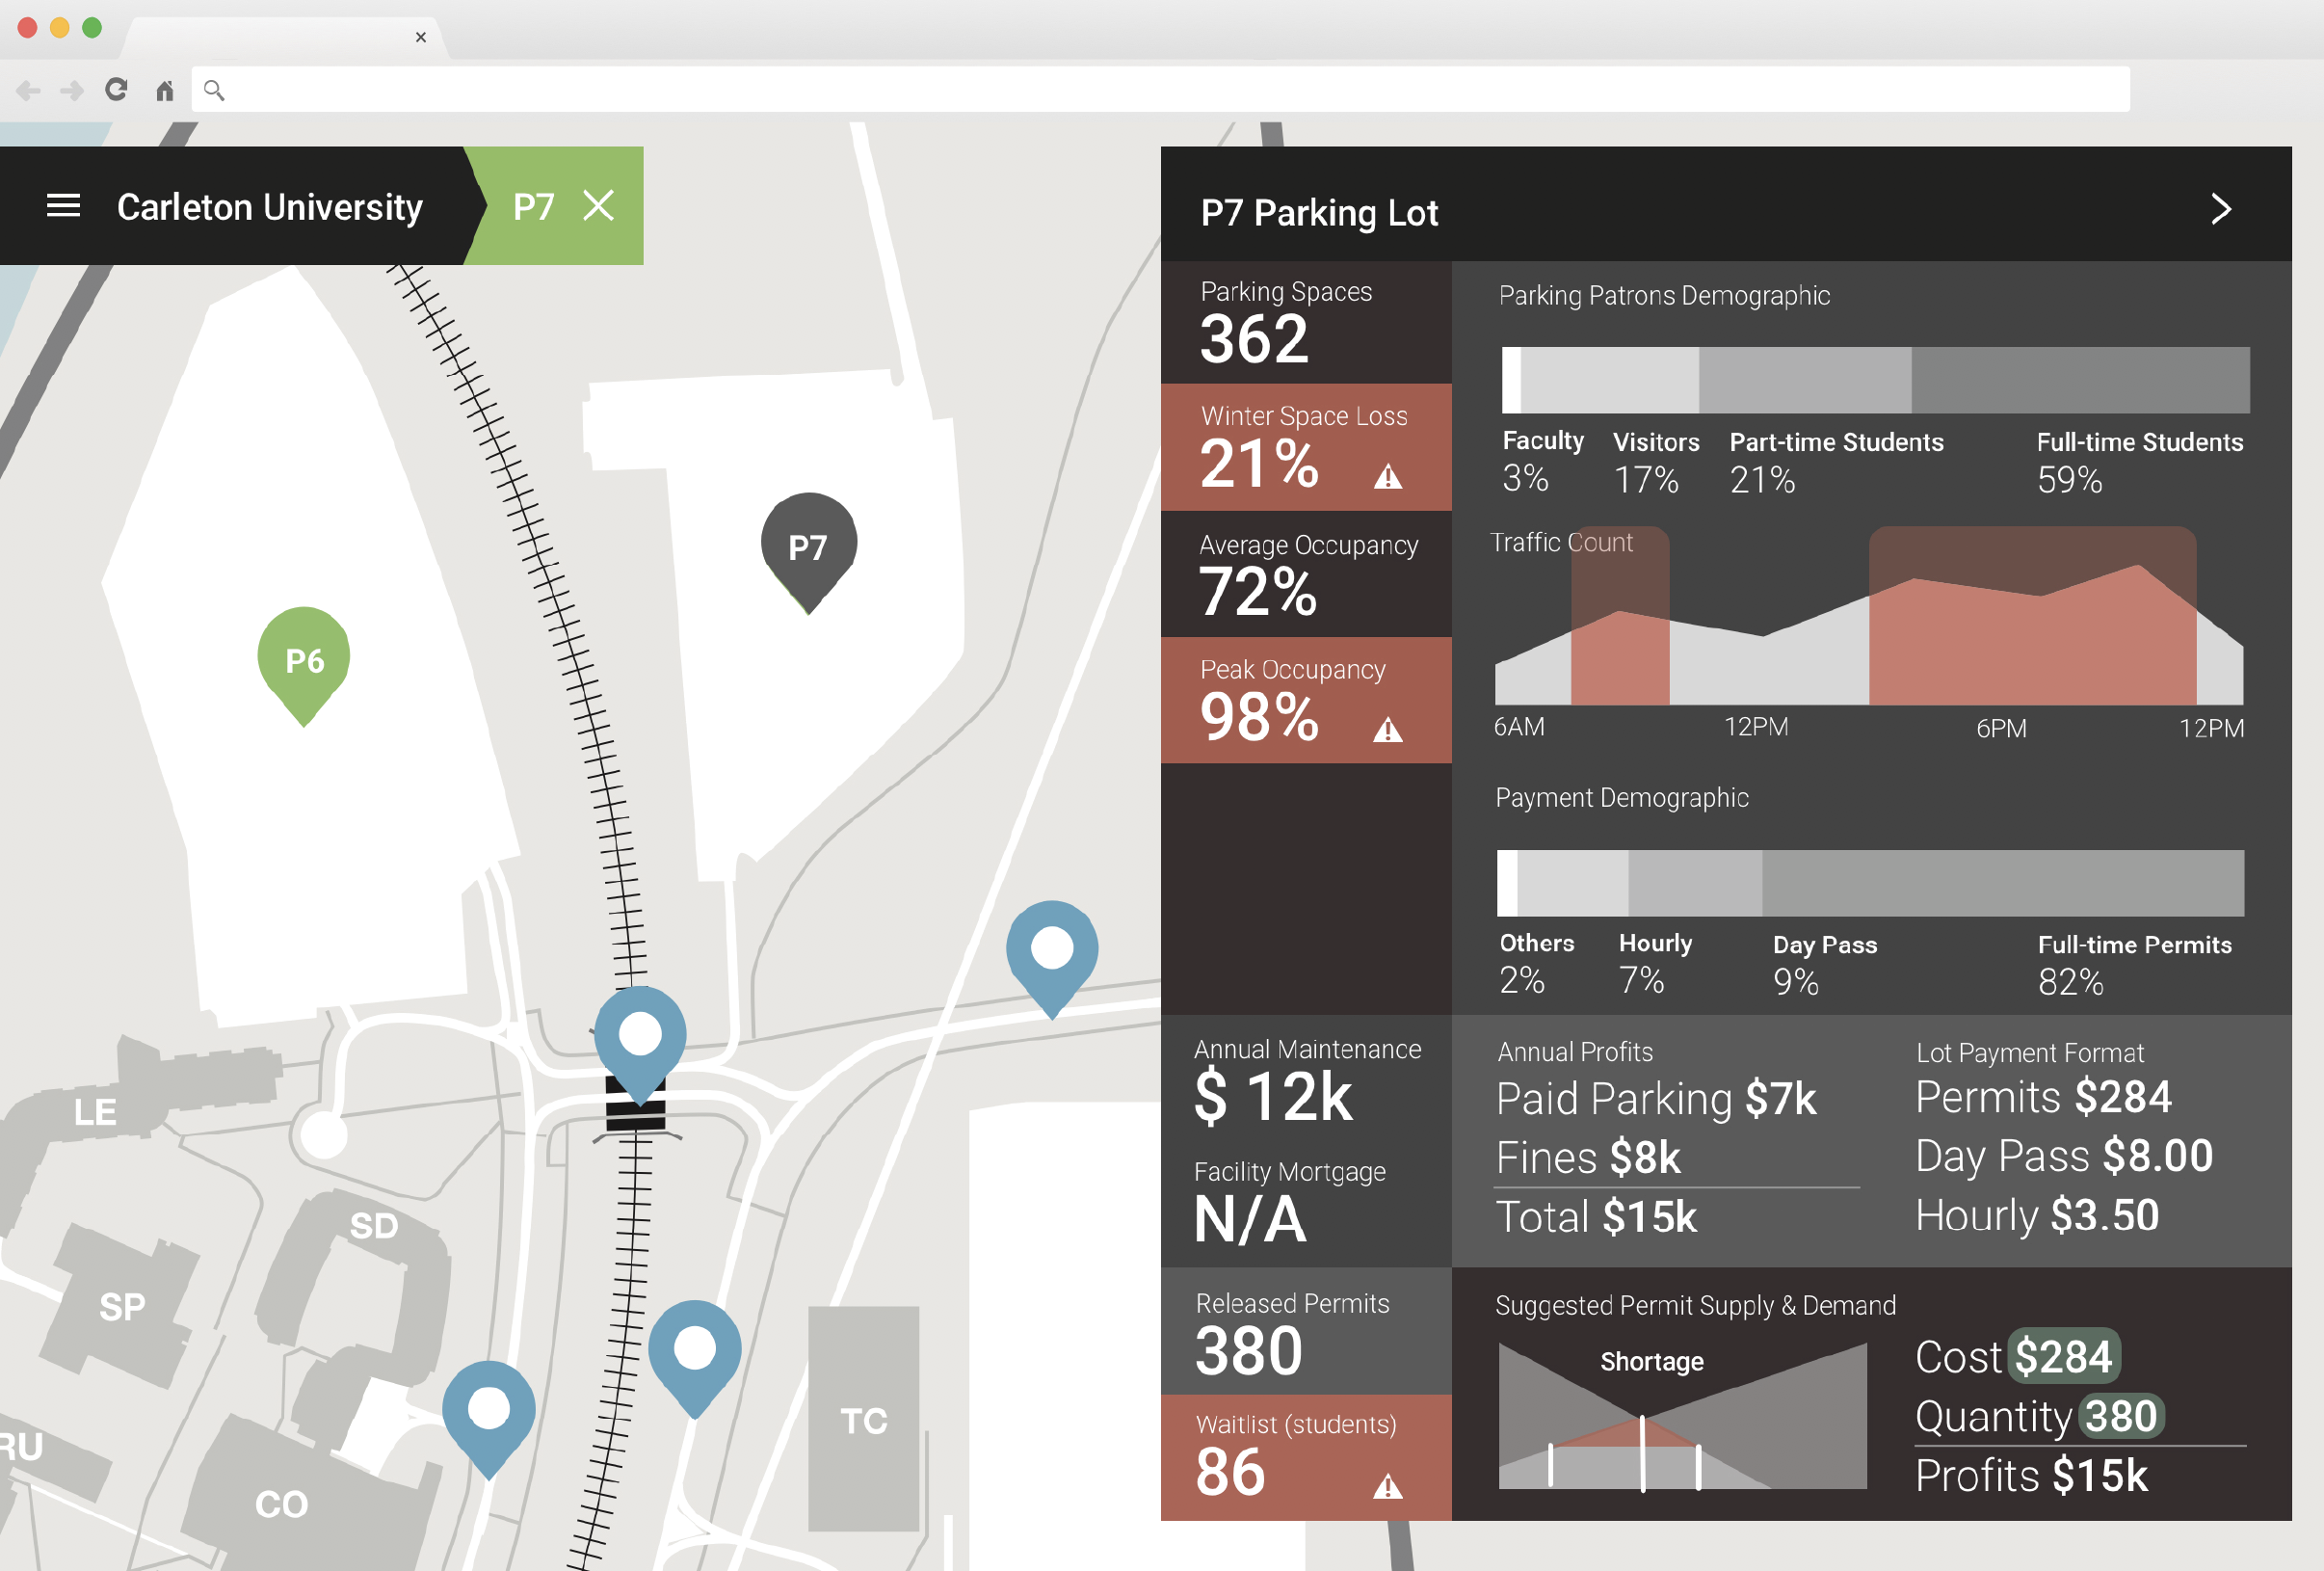 Carleton University
P7
P7 Parking Lot
Parking Spaces
362
Winter Space Loss
21%
Average Occupancy
72%
Peak Occupancy
98%
Parking Patrons Demographic
Faculty Visitors Part-time Students Full-time Students
3% 17% 21% 59%
Traffic Count
6AM 12PM 6PM 12PM
Payment Demographic
Others Hourly Day Pass Full-time Permits
2% 7% 9% 82%
Annual Maintenance
$ 12k
Facility Mortgage
N/A
Annual Profits
Paid Parking $7k
Fines $8k
Total $15k
Lot Payment Format
Permits $284
Day Pass $8.00
Hourly $3.50
Released Permits
380
Waitlist (students)
86
Suggested Permit Supply & Demand
Shortage
Cost $284
Quantity 380
Profits $15k
P7
P6
LE
SD
SP
TC
RU
CO